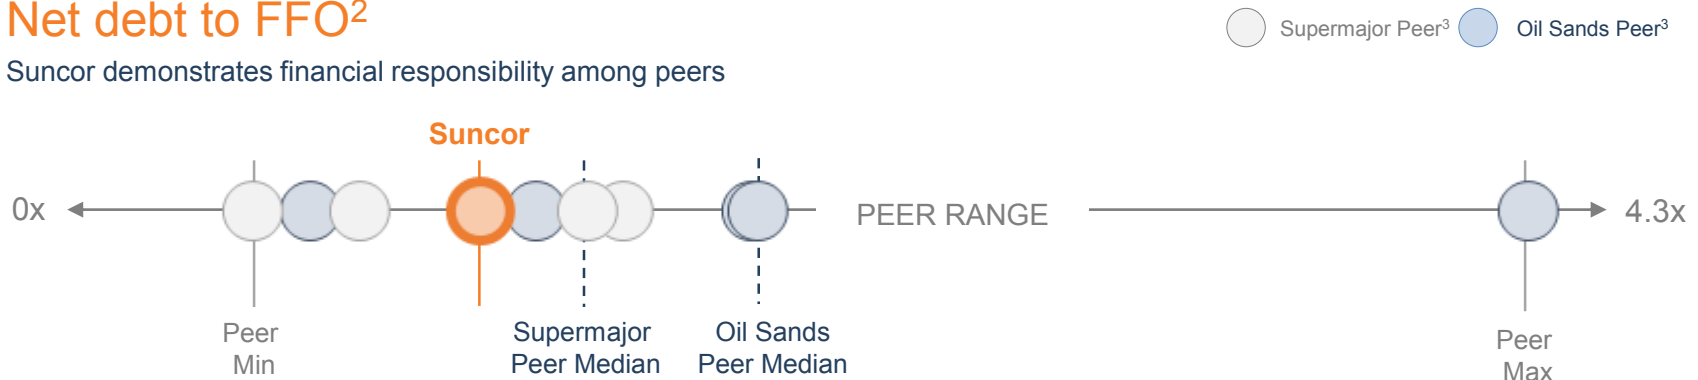 Net debt to FFO²
Supermajor Peer³
Oil Sands Peer³
Suncor demonstrates financial responsibility among peers
Suncor
0x
PEER RANGE
4.3x
Peer
Min
Supermajor
Peer Median
Oil Sands
Peer Median
Peer
Max